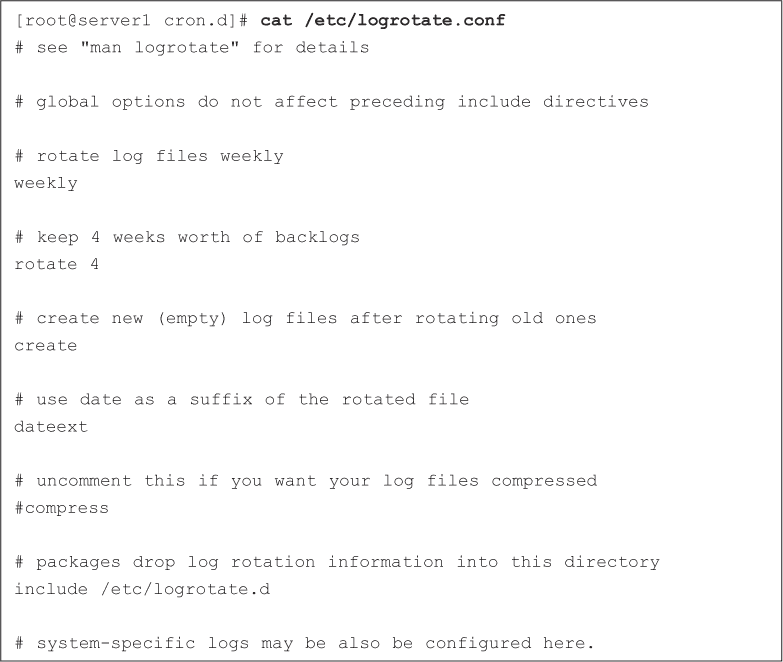 [root@server1 cron.d]# cat /etc/logrotate.conf
# see "man logrotate" for details
# global options do not affect preceding include directives
# rotate log files weekly
weekly
# keep 4 weeks worth of backlogs
rotate 4
# create new (empty) log files after rotating old ones
create
# use date as a suffix of the rotated file
dateext
# uncomment this if you want your log files compressed
#compress
# packages drop log rotation information into this directory
include /etc/logrotate.d
# system-specific logs may be also be configured here.